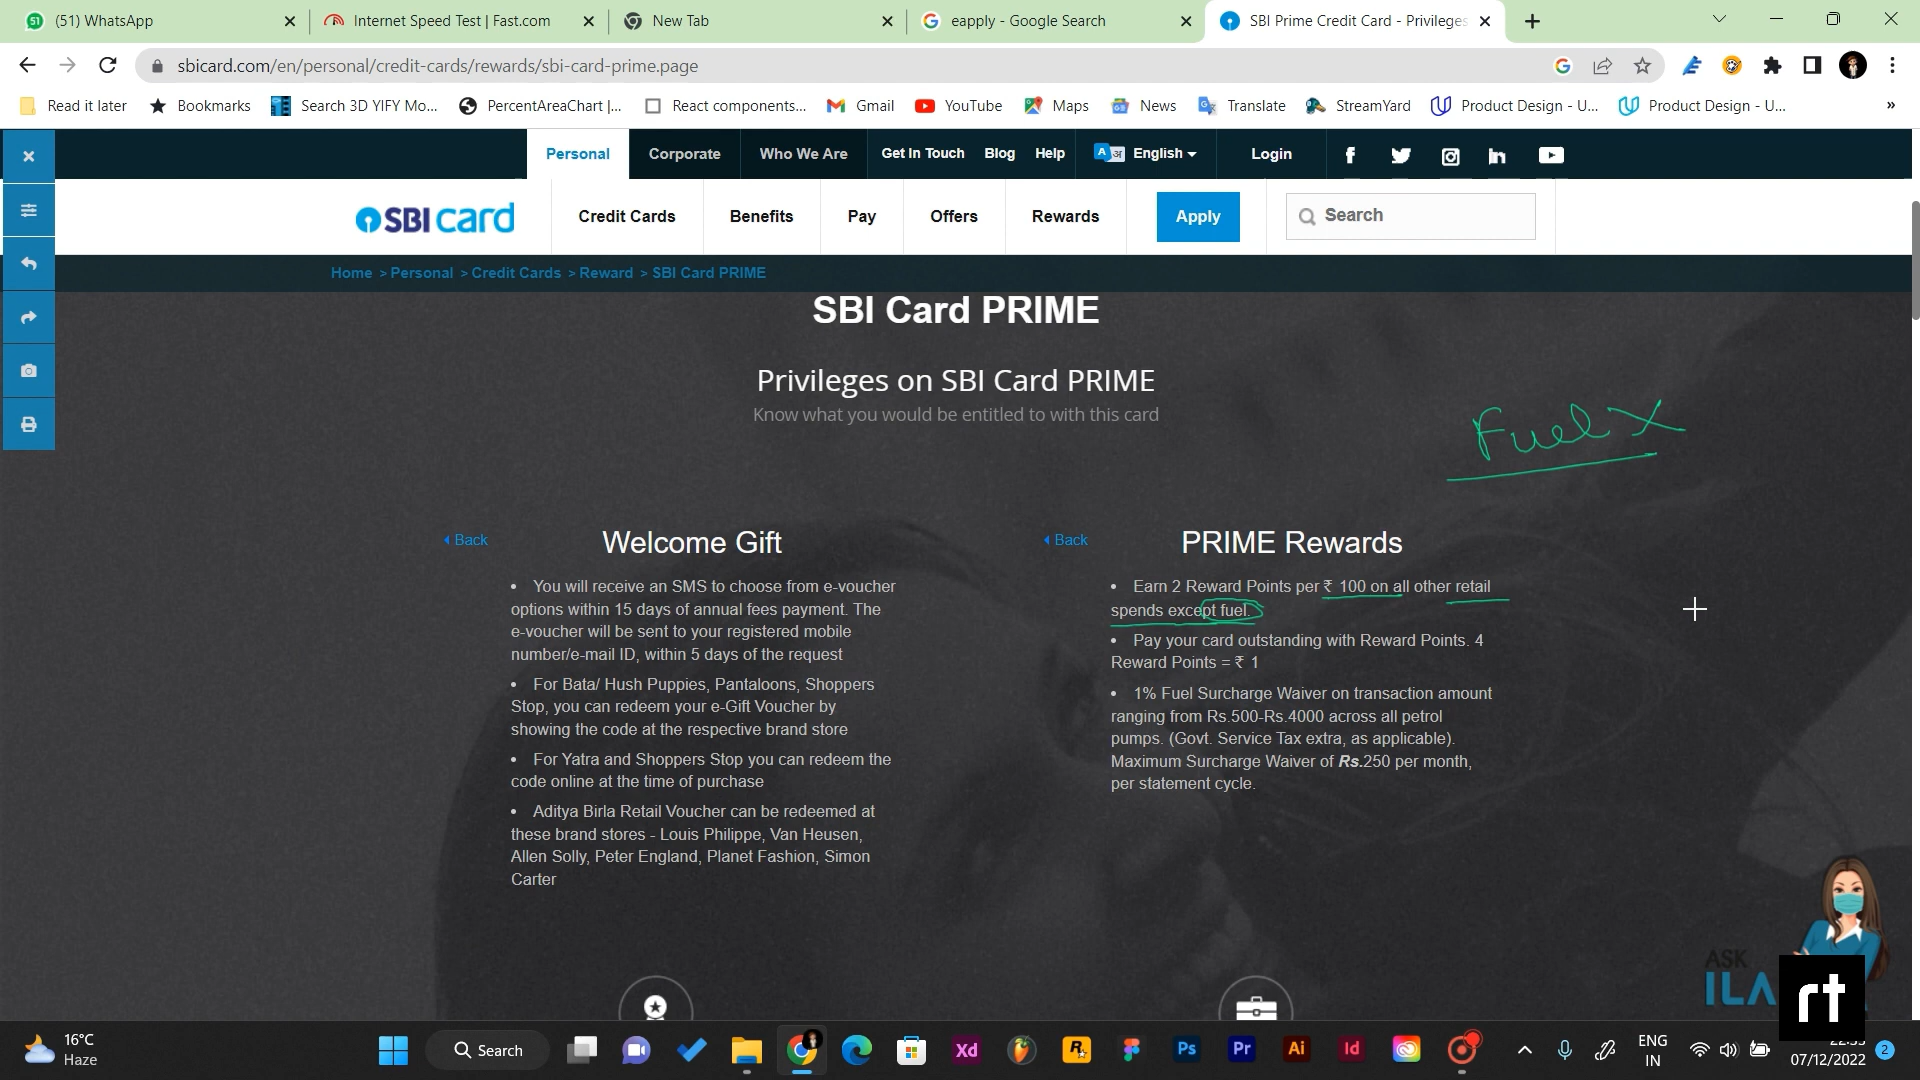 (51) WhatsApp
Internet Speed Test | Fast.com
New Tab
eapply - Google Search
SBI Prime Credit Card - Privileges
sbicard.com/en/personal/credit-cards/rewards/sbi-card-prime.page
Read it later
Bookmarks
Search 3D YIFY Mo...
PercentAreaChart |...
React components...
Gmail
YouTube
Maps
News
Translate
StreamYard
Product Design - U...
Product Design - U...
»
Personal
Corporate
Who We Are
Get In Touch
Blog
Help
English
Login
SBI card
Credit Cards
Benefits
Pay
Offers
Rewards
Apply
Search
Home > Personal > Credit Cards > Reward > SBI Card PRIME
SBI Card PRIME
Privileges on SBI Card PRIME
Know what you would be entitled to with this card
Fuel X
Back
Welcome Gift
• You will receive an SMS to choose from e-voucher
options within 15 days of annual fees payment. The
e-voucher will be sent to your registered mobile
number/e-mail ID, within 5 days of the request
• For Bata/ Hush Puppies, Pantaloons, Shoppers
Stop, you can redeem your e-Gift Voucher by
showing the code at the respective brand store
• For Yatra and Shoppers Stop you can redeem the
code online at the time of purchase
• Aditya Birla Retail Voucher can be redeemed at
these brand stores - Louis Philippe, Van Heusen,
Allen Solly, Peter England, Planet Fashion, Simon
Carter
Back
PRIME Rewards
• Earn 2 Reward Points per ₹ 100 on all other retail
spends except fuel.
• Pay your card outstanding with Reward Points. 4
Reward Points = ₹ 1
• 1% Fuel Surcharge Waiver on transaction amount
ranging from Rs.500-Rs.4000 across all petrol
pumps. (Govt. Service Tax extra, as applicable).
Maximum Surcharge Waiver of Rs.250 per month,
per statement cycle.
ASK
ILA
rt
16°C
Haze
Search
Xd
Ps
Pr
Ai
Id
ENG
IN
07/12/2022
2